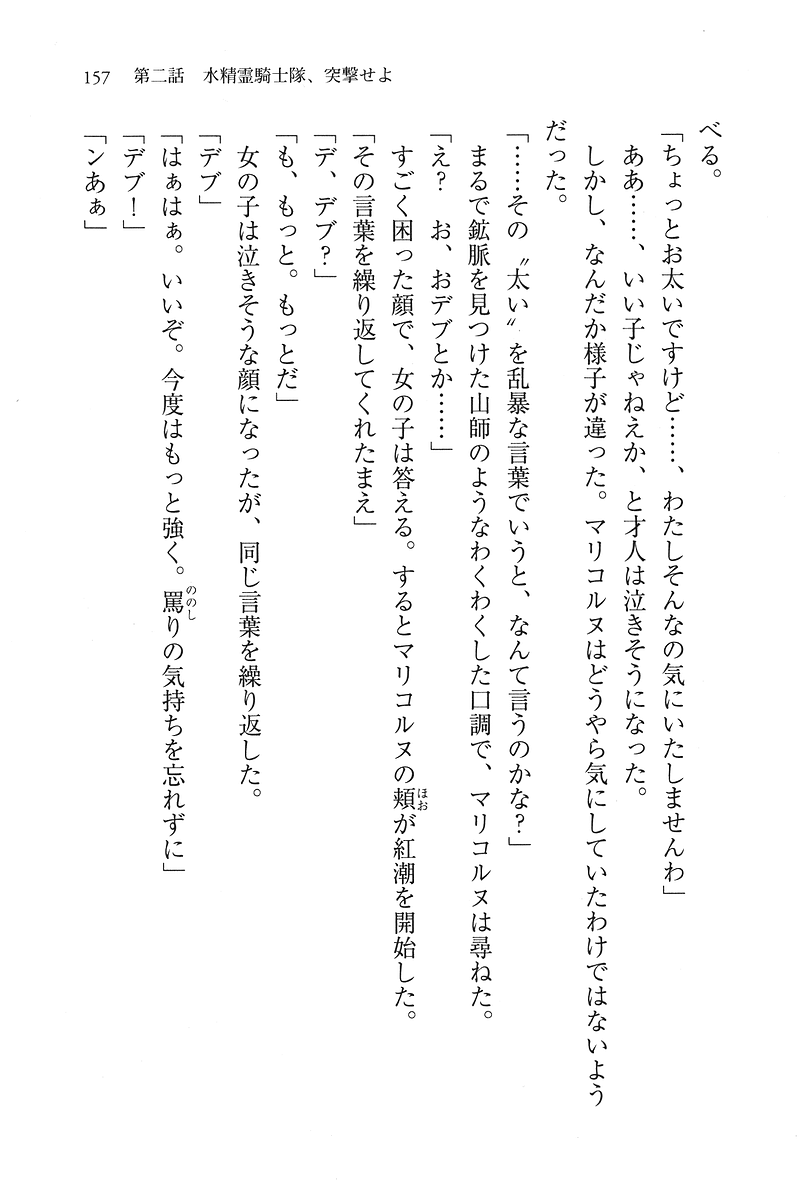 157　第二話　水精霊騎士隊、突撃せよ
べる。
「ちょっとお太いですけど……、わたしそんなの気にいたしませんわ」
ああ……、いい子じゃねえか、と才人は泣きそうになった。
しかし、なんだか様子が違った。マリコルヌはどうやら気にしていたわけではないよう
だった。
「……その〝太い〟を乱暴な言葉でいうと、なんて言うのかな？」
まるで鉱脈を見つけた山師のようなわくわくした口調で、マリコルヌは尋ねた。
「え？　お、おデブとか……」
すごく困った顔で、女の子は答える。するとマリコルヌの頬が紅潮を開始した。
「その言葉を繰り返してくれたまえ」
「デ、デブ？」
「も、もっと。もっとだ」
女の子は泣きそうな顔になったが、同じ言葉を繰り返した。
「デブ」
「はぁはぁ。いいぞ。今度はもっと強く。罵りの気持ちを忘れずに」
「デブ！」
「ンあぁ」
ほお
ののし